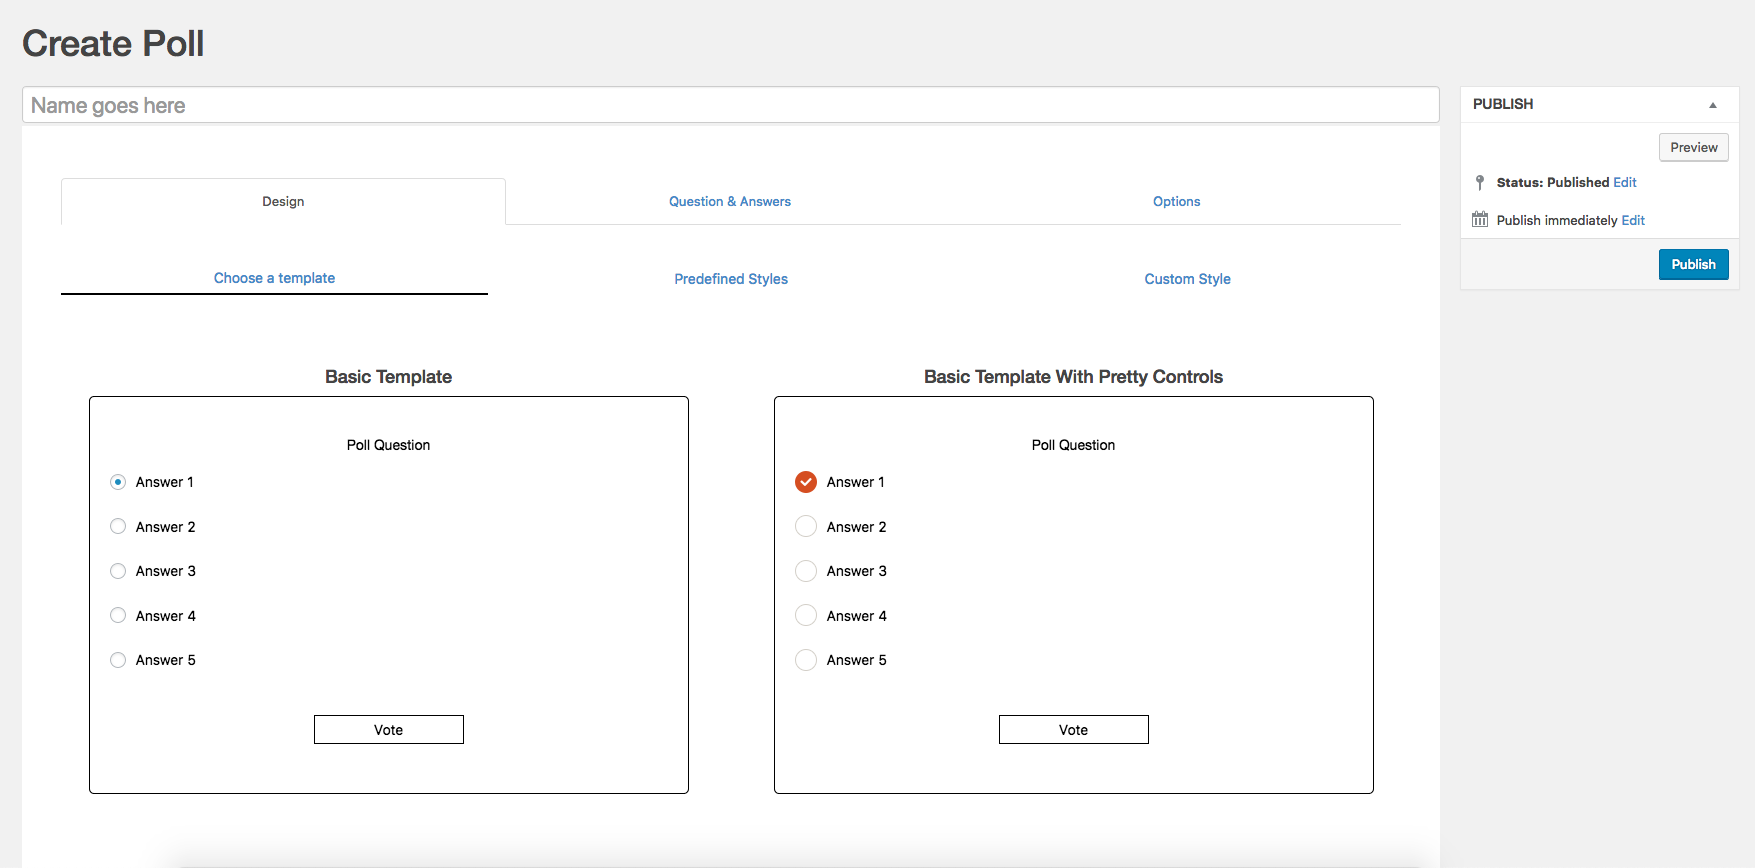 Create Poll
Name goes here
PUBLISH
Preview
Status: Published Edit
Publish immediately Edit
Publish
Design
Question & Answers
Options
Choose a template
Predefined Styles
Custom Style
Basic Template
Poll Question
Answer 1
Answer 2
Answer 3
Answer 4
Answer 5
Vote
Basic Template With Pretty Controls
Poll Question
Answer 1
Answer 2
Answer 3
Answer 4
Answer 5
Vote